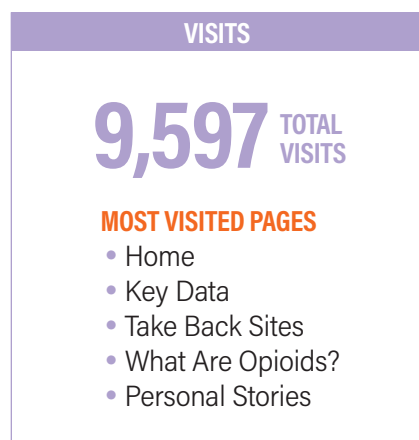 VISITS
9,597 TOTAL
VISITS
MOST VISITED PAGES
• Home
• Key Data
• Take Back Sites
• What Are Opioids?
• Personal Stories